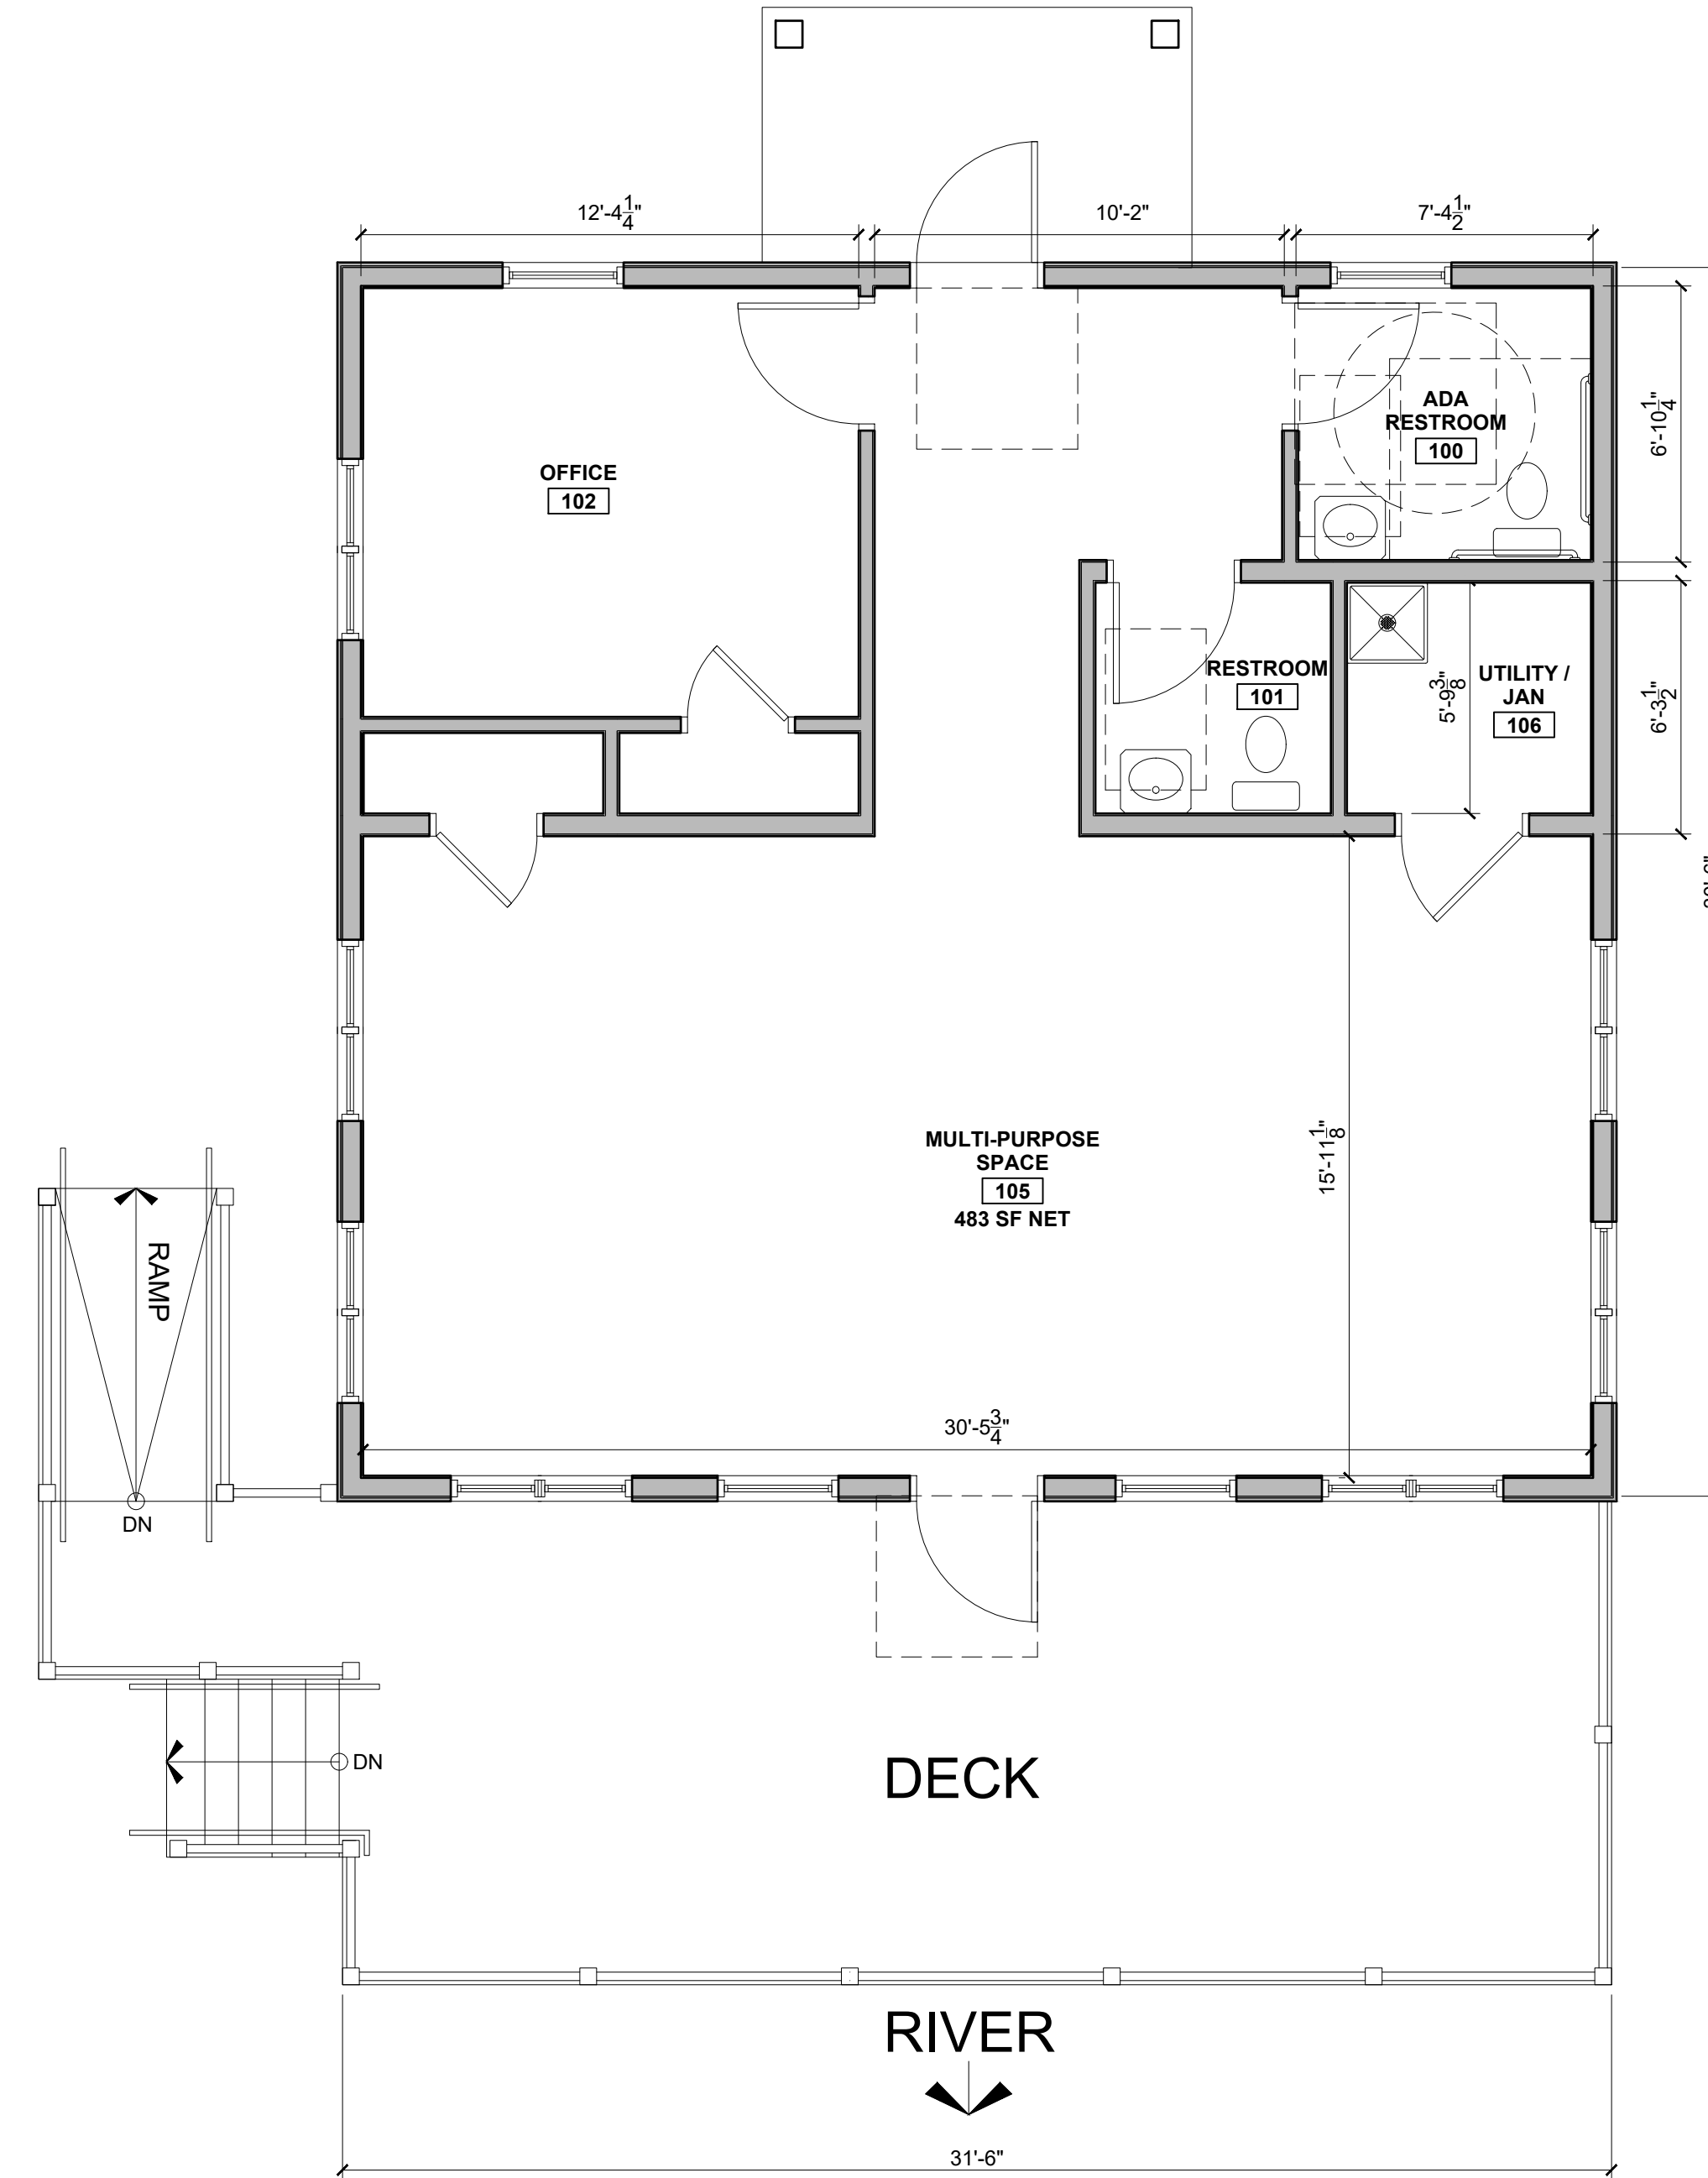 12'-4 1/4"
10'-2"
7'-4 1/2"
ADA
RESTROOM
100
6'-10 1/4"
OFFICE
102
RESTROOM
101
UTILITY /
JAN
106
5'-9 3/8"
6'-3 1/2"
MULTI-PURPOSE
SPACE
105
483 SF NET
15'-11 1/8"
RAMP
30'-5 3/4"
DN
DN
DECK
RIVER
31'-6"